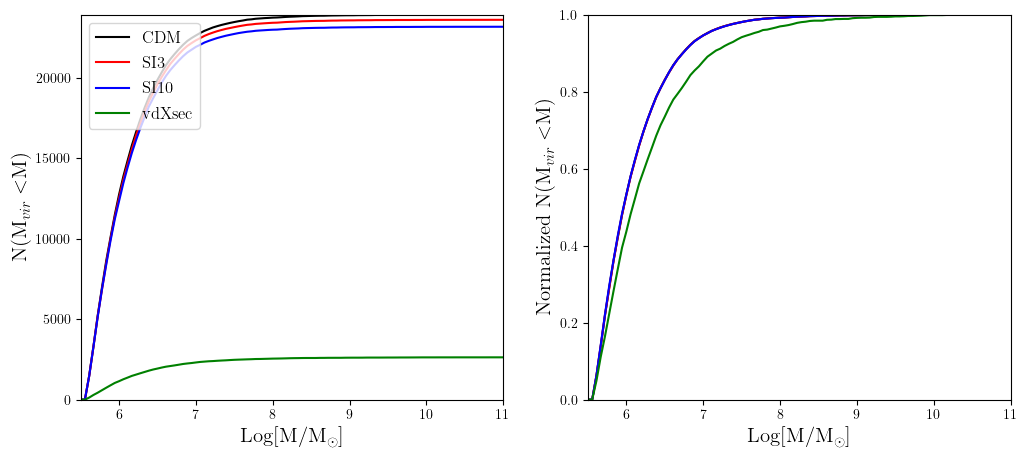 CDM
SI3
SI10
vdXsec
20000
15000
10000
5000
0
N(M$_{vir}$ <M)
6 7 8 9 10 11
Log[M/M$_{\odot}$]
1.0
0.8
0.6
0.4
0.2
0.0
Normalized N(M$_{vir}$ <M)
6 7 8 9 10 11
Log[M/M$_{\odot}$]